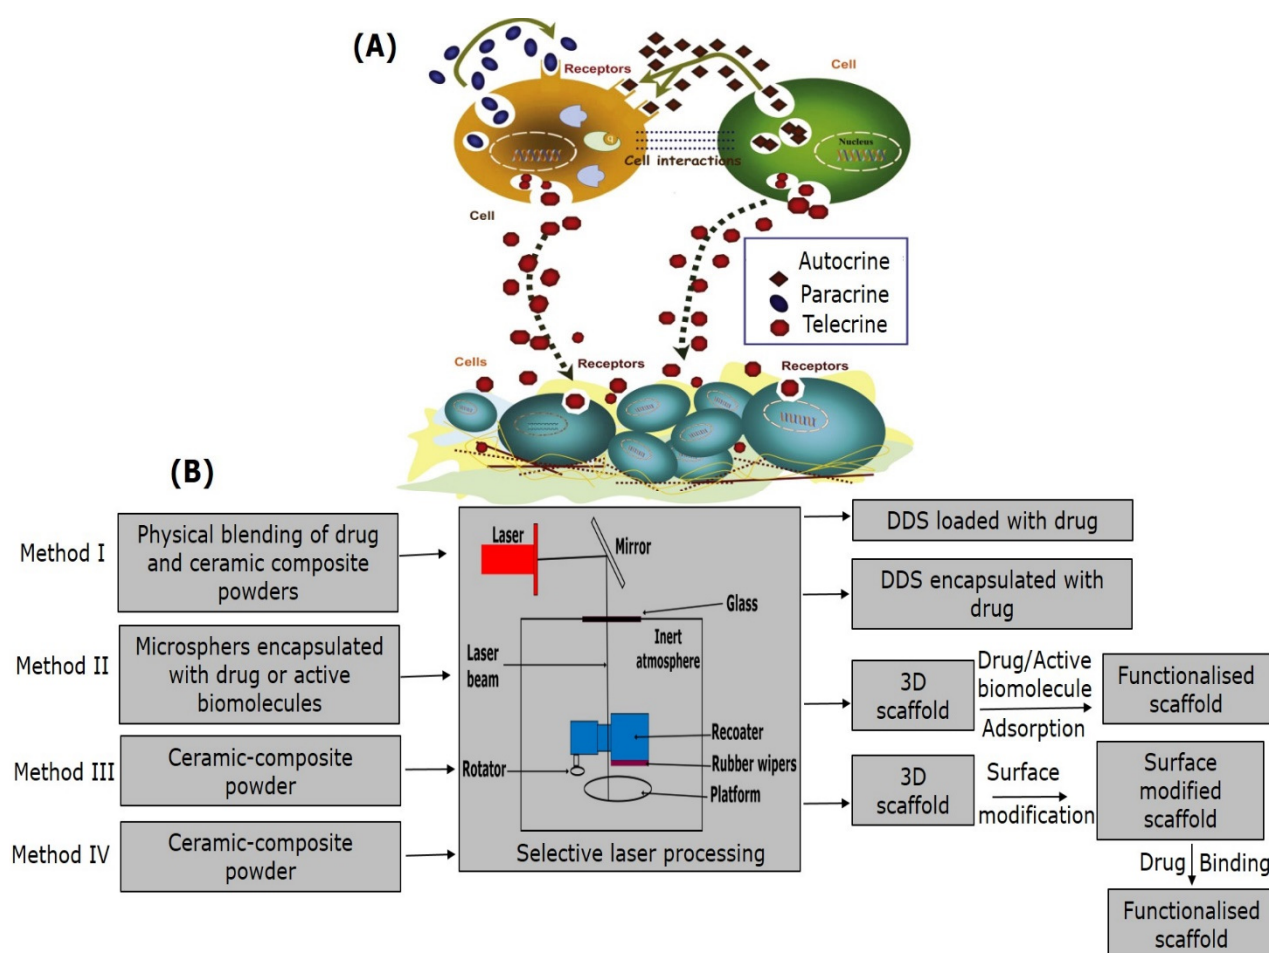 (A)
Receptors
Cell
Nucleus
Cell interactions
Cell
Autocrine
Paracrine
Telecrine
Cells
Receptors
Receptors
(B)
Method I
Physical blending of drug
and ceramic composite
powders
Method II
Microsphers encapsulated
with drug or active
biomolecules
Method III
Ceramic-composite
powder
Method IV
Ceramic-composite
powder
Laser
Mirror
Glass
Inert
atmosphere
Laser
beam
Recoater
Rubber wipers
Rotator
Platform
Selective laser processing
DDS loaded with drug
DDS encapsulated with
drug
3D
scaffold
Drug/Active
biomolecule
Adsorption
Functionalised
scaffold
3D
scaffold
Surface
modification
Surface
modified
scaffold
Drug Binding
Functionalised
scaffold